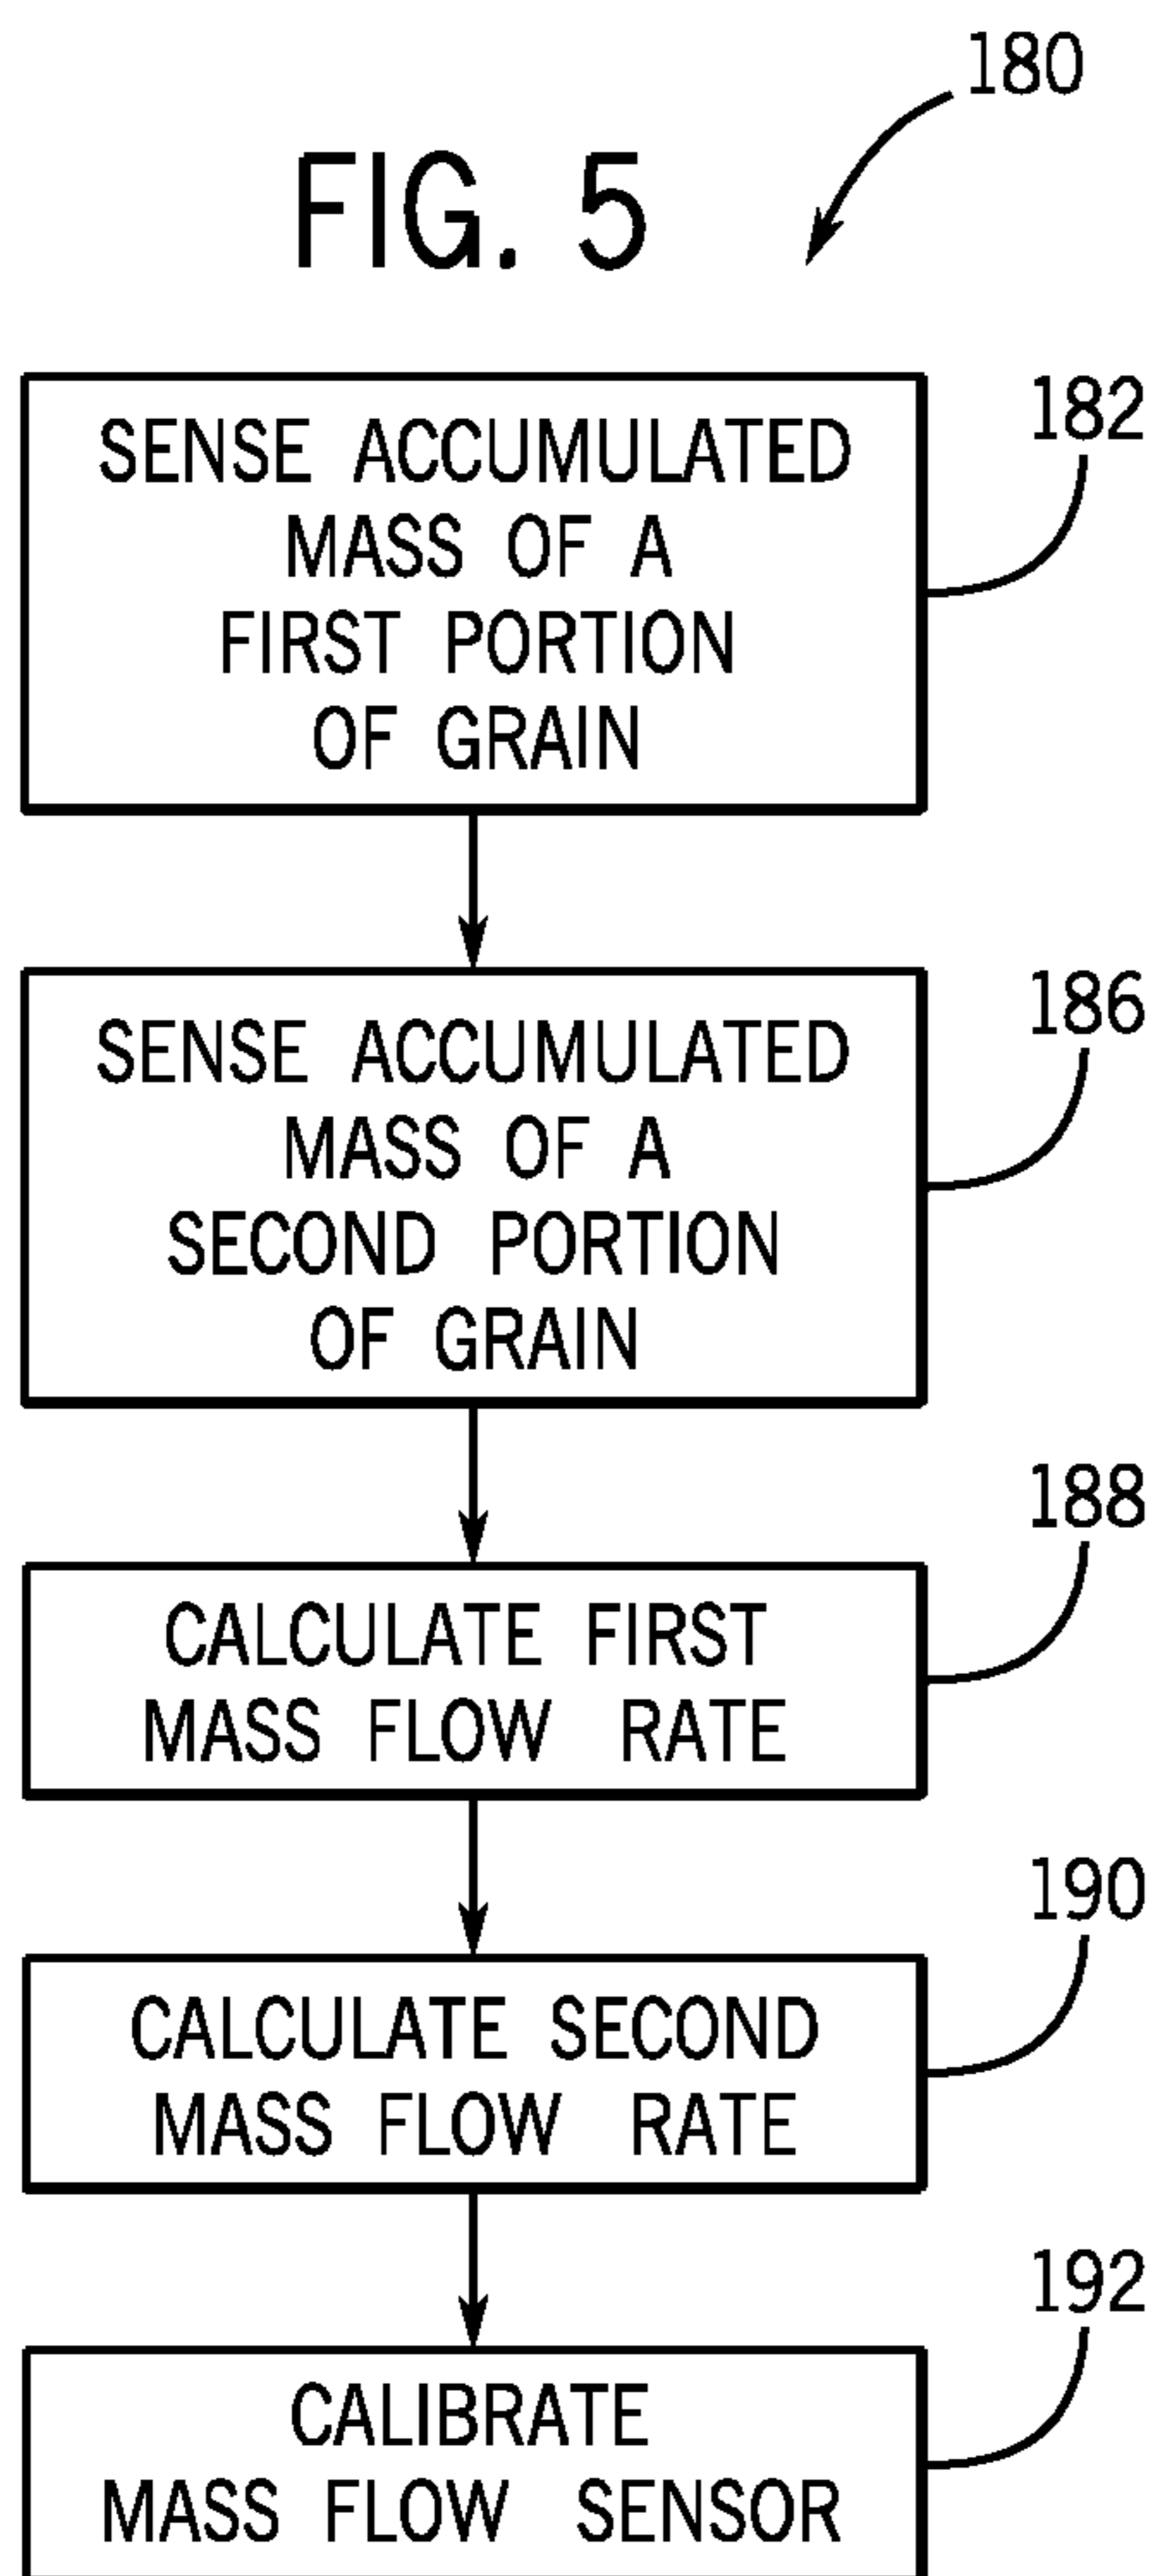 180
FIG. 5
182
SENSE ACCUMULATED
MASS OF A
FIRST PORTION
OF GRAIN
186
SENSE ACCUMULATED
MASS OF A
SECOND PORTION
OF GRAIN
188
CALCULATE FIRST
MASS FLOW RATE
190
CALCULATE SECOND
MASS FLOW RATE
192
CALIBRATE
MASS FLOW SENSOR